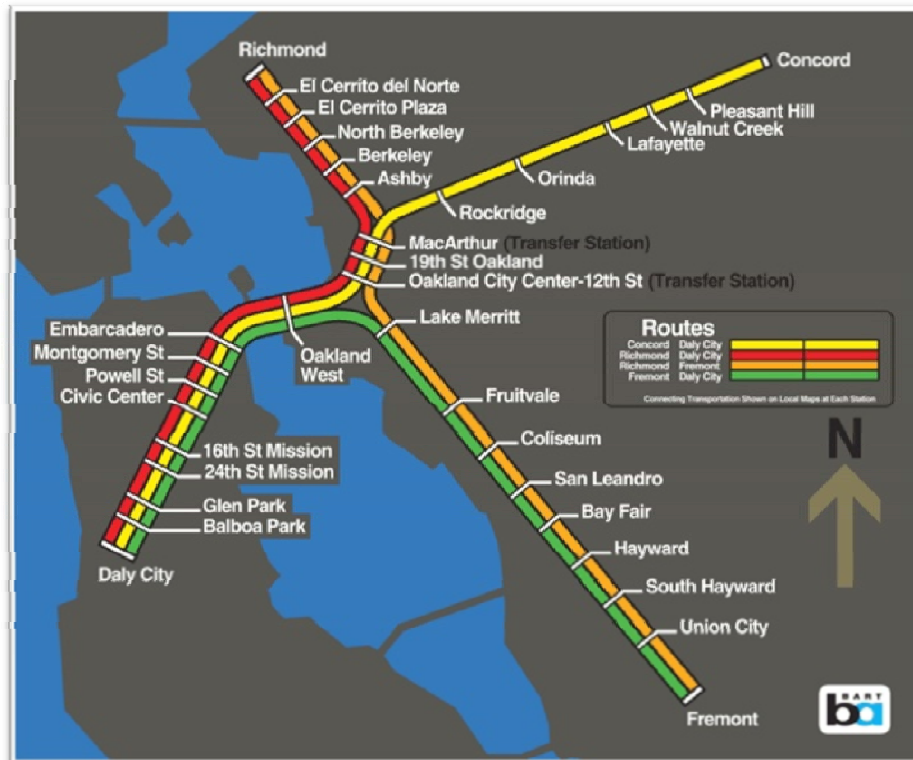 Richmond
El Cerrito del Norte
El Cerrito Plaza
North Berkeley
Berkeley
Ashby
Concord
Pleasant Hill
Walnut Creek
Lafayette
Orinda
Rockridge
MacArthur (Transfer Station)
19th St Oakland
Oakland City Center-12th St (Transfer Station)
Lake Merritt
Embarcadero
Montgomery St
Powell St
Civic Center
Oakland
West
16th St Mission
24th St Mission
Glen Park
Balboa Park
Daly City
Fruitvale
Coliseum
San Leandro
Bay Fair
Hayward
South Hayward
Union City
Fremont
Routes
Concord Daly City
Richmond Daly City
Richmond Fremont
Fremont Daly City
Connecting Transportation Shown on Local Maps at Each Station
N
BART
ba